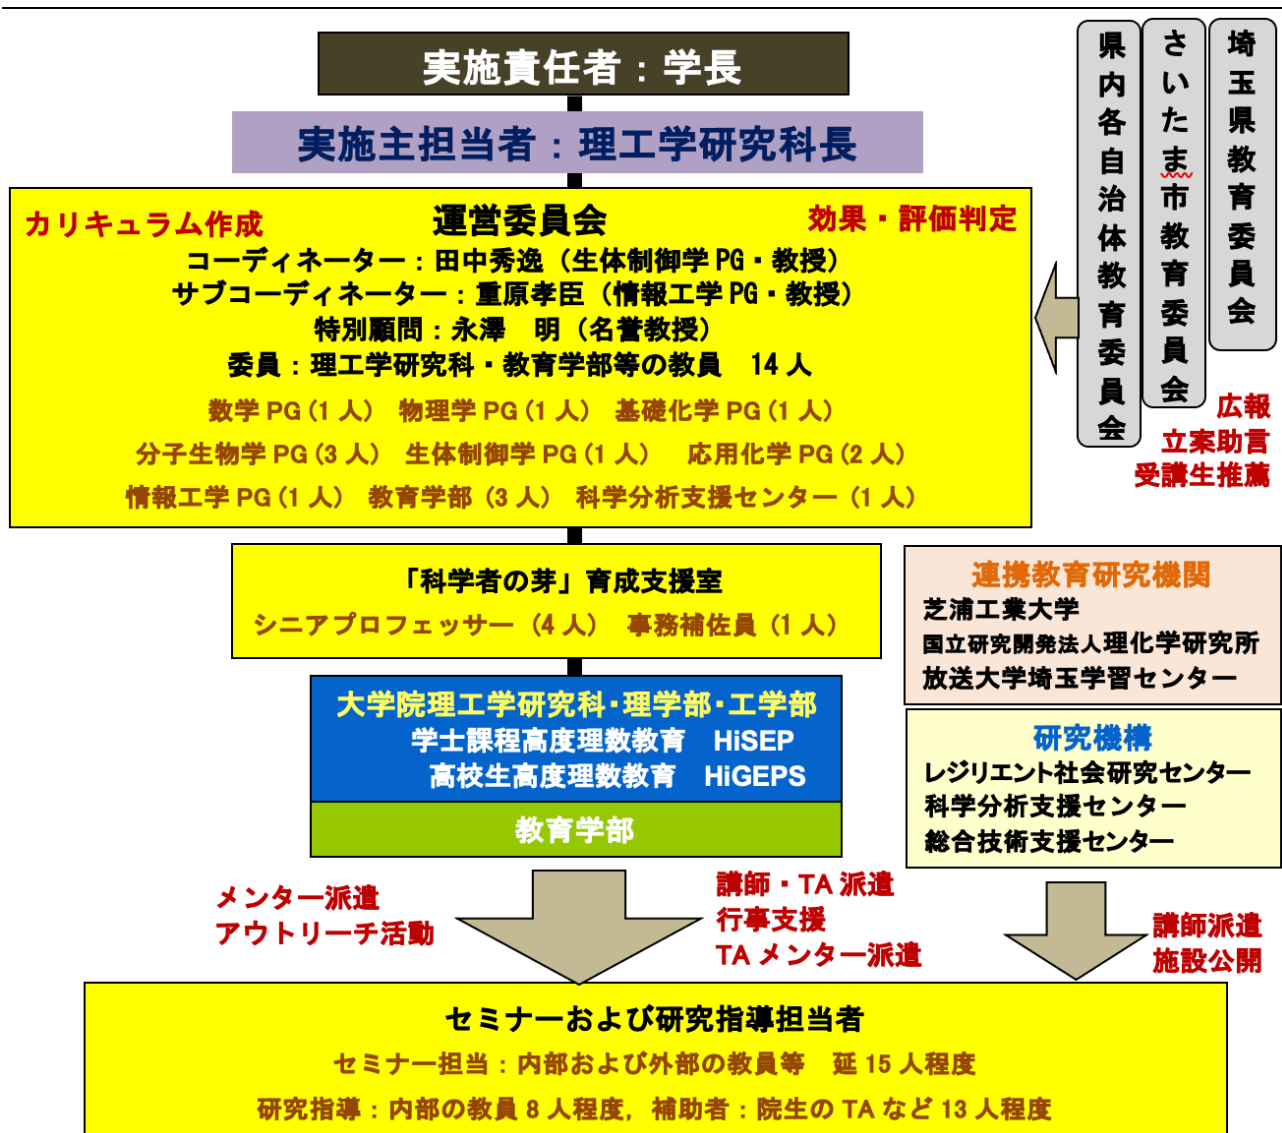 実施責任者：学長
実施主担当者：理工学研究科長
カリキュラム作成
運営委員会
効果・評価判定
コーディネーター：田中秀逸（生体制御学 PG・教授）
サブコーディネーター：重原孝臣（情報工学 PG・教授）
特別顧問：永澤　明（名誉教授）
委員：理工学研究科・教育学部等の教員　14 人
数学 PG（1 人）　物理学 PG（1 人）　基礎化学 PG（1 人）
分子生物学 PG（3 人）　生体制御学 PG（1 人）　応用化学 PG（2 人）
情報工学 PG（1 人）　教育学部（3 人）　科学分析支援センター（1 人）
埼玉県教育委員会
さいたま市教育委員会
県内各自治体教育委員会
広報
立案助言
受講生推薦
「科学者の芽」育成支援室
シニアプロフェッサー（4 人）　事務補佐員（1 人）
大学院理工学研究科・理学部・工学部
学士課程高度理数教育　HiSEP
高校生高度理数教育　HiGEPS
教育学部
連携教育研究機関
芝浦工業大学
国立研究開発法人理化学研究所
放送大学埼玉学習センター
研究機構
レジリエント社会研究センター
科学分析支援センター
総合技術支援センター
メンター派遣
アウトリーチ活動
講師・TA 派遣
行事支援
TA メンター派遣
講師派遣
施設公開
セミナーおよび研究指導担当者
セミナー担当：内部および外部の教員等　延 15 人程度
研究指導：内部の教員 8 人程度，補助者：院生の TA など 13 人程度